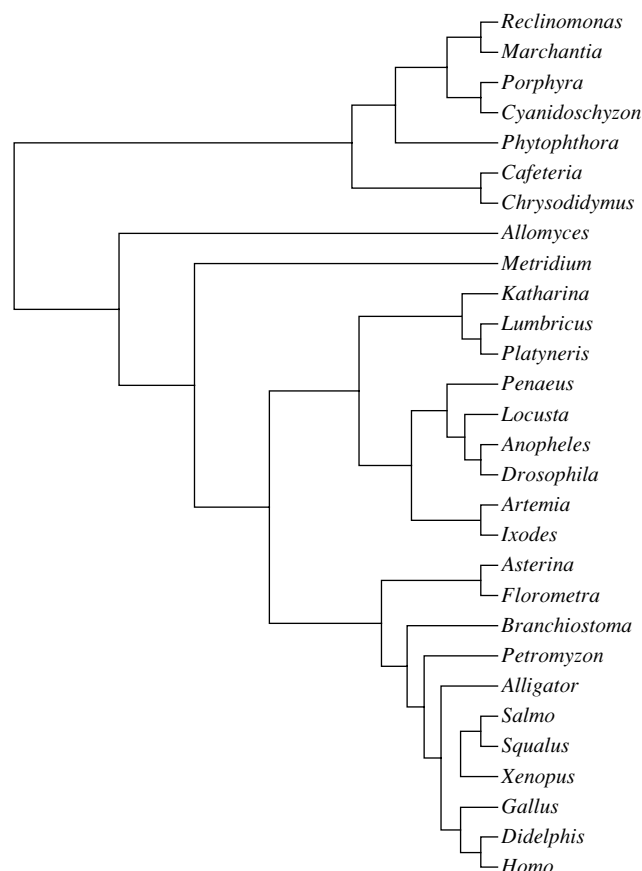 Reclinomonas
Marchantia
Porphyra
Cyanidoschyzon
Phytophthora
Cafeteria
Chrysodidymus
Allomyces
Metridium
Katharina
Lumbricus
Platyneris
Penaeus
Locusta
Anopheles
Drosophila
Artemia
Ixodes
Asterina
Florometra
Branchiostoma
Petromyzon
Alligator
Salmo
Squalus
Xenopus
Gallus
Didelphis
Homo